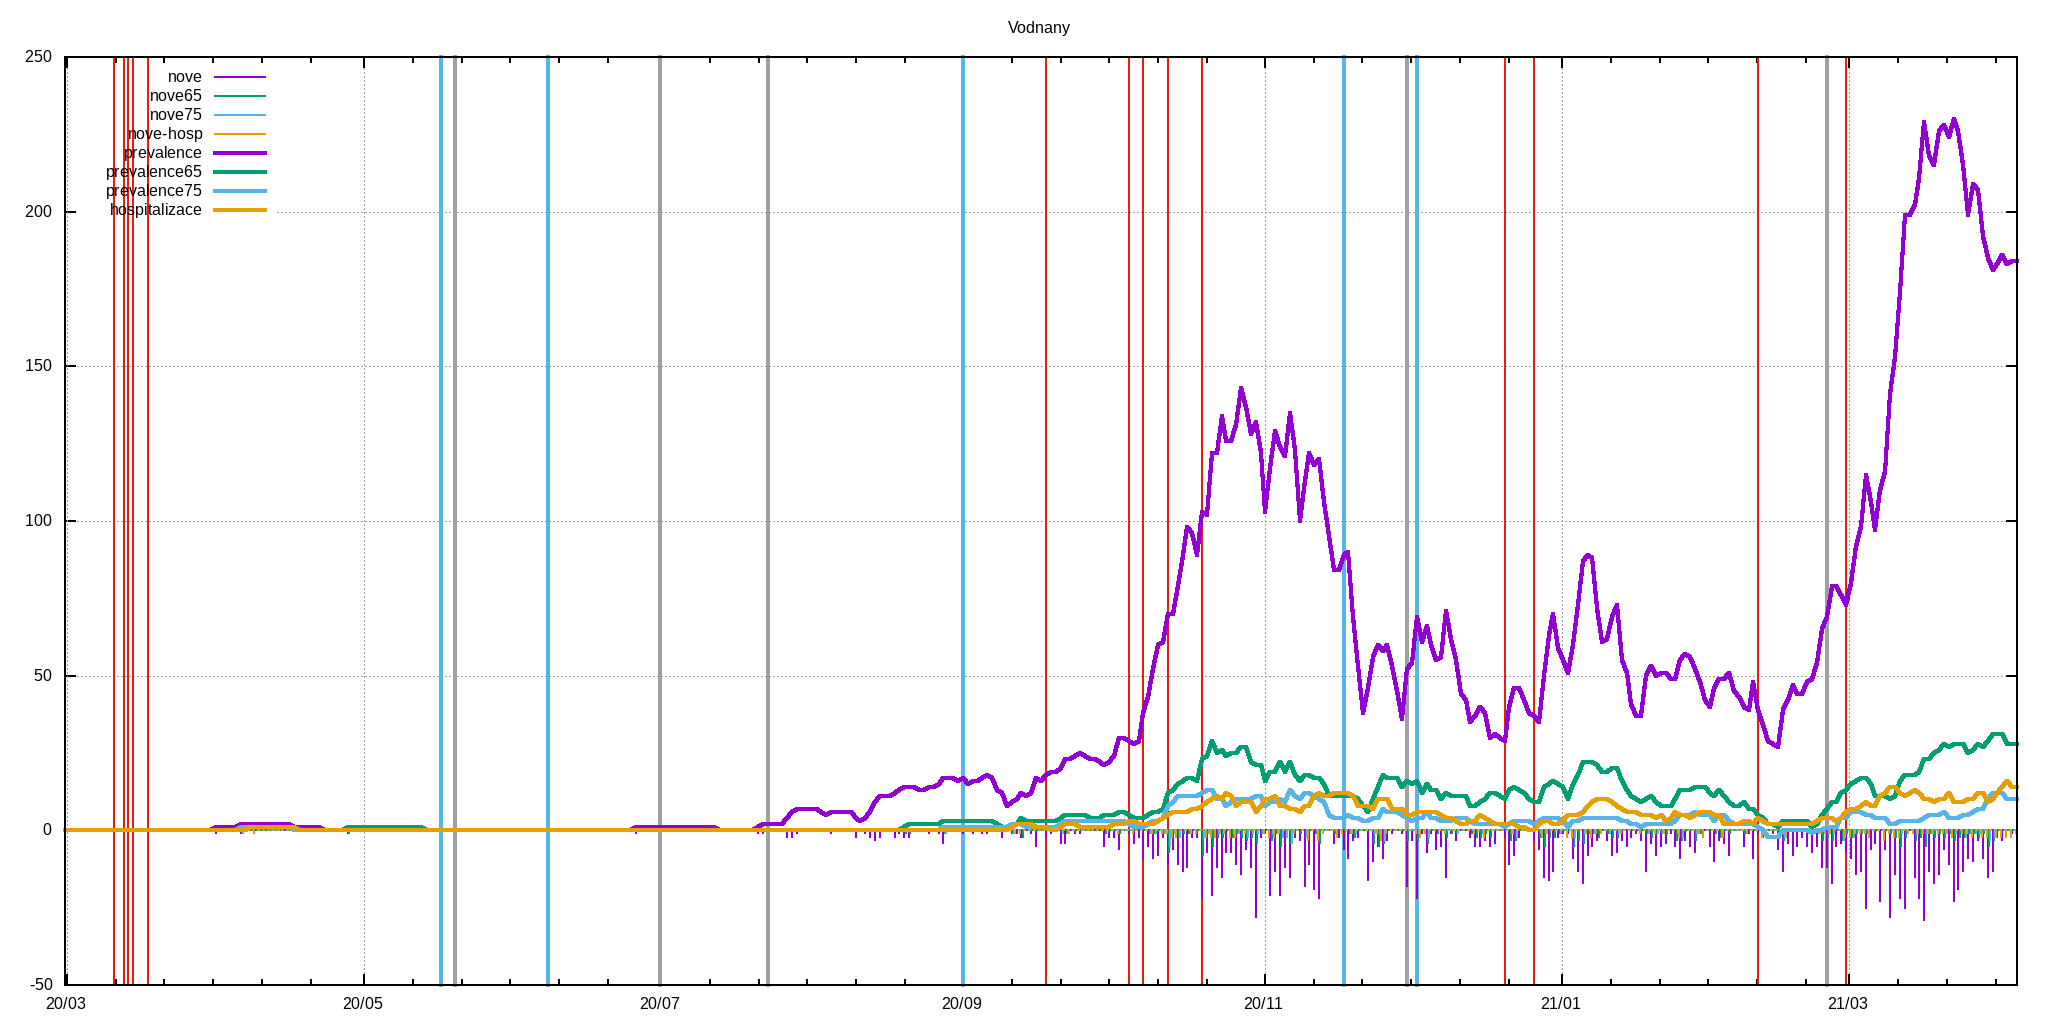 Vodnany
250
200
150
100
50
0
-50
nove
nove65
nove75
nove-hosp
prevalence
prevalence65
prevalence75
hospitalizace
20/03 20/05 20/07 20/09 20/11 21/01 21/03